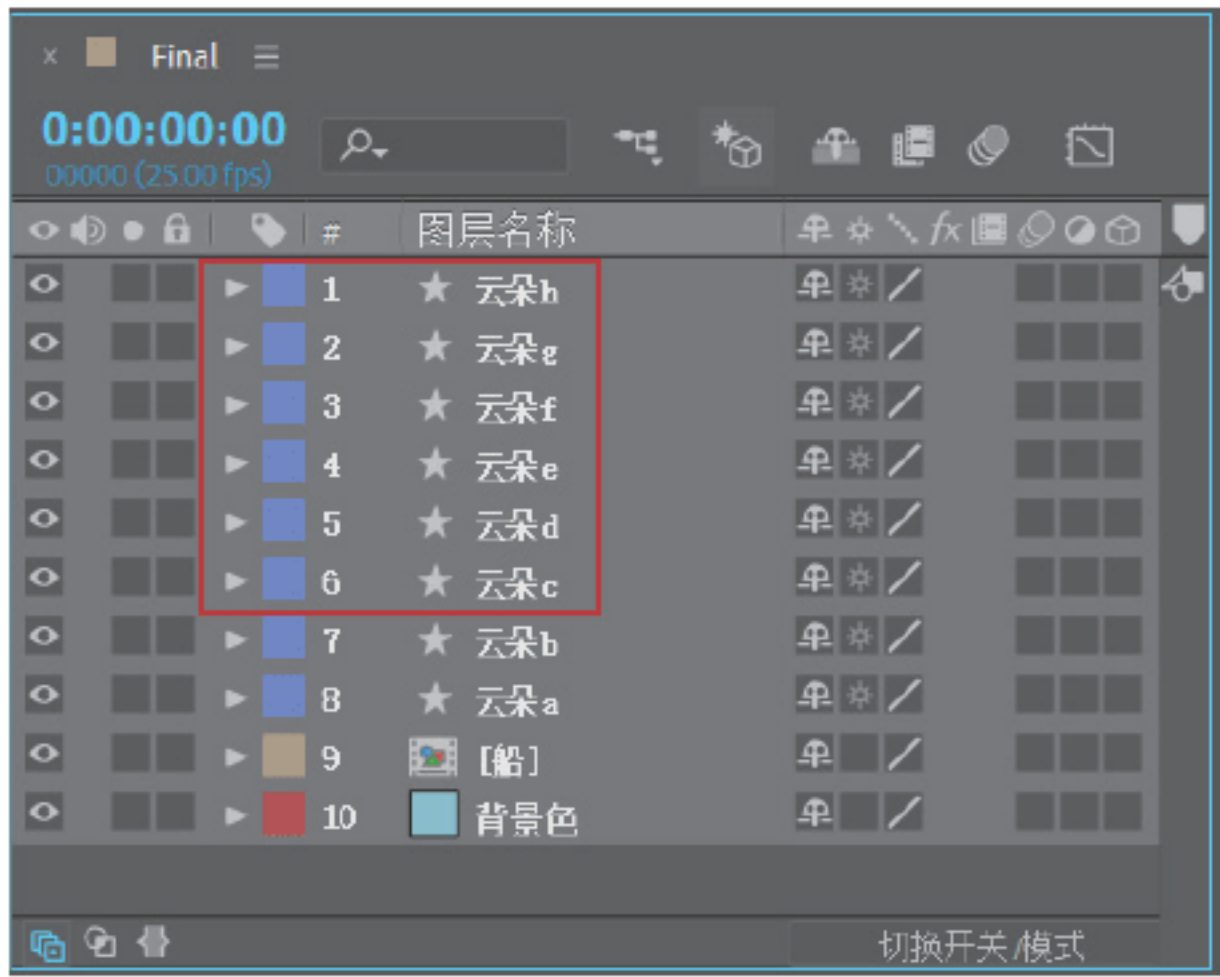 x Final
0:00:00:00
00000 (25.00 fps)
# 图层名称 fx
1 云朵h
2 云朵g
3 云朵f
4 云朵e
5 云朵d
6 云朵c
7 云朵b
8 云朵a
9 [船]
10 背景色
切换开关/模式